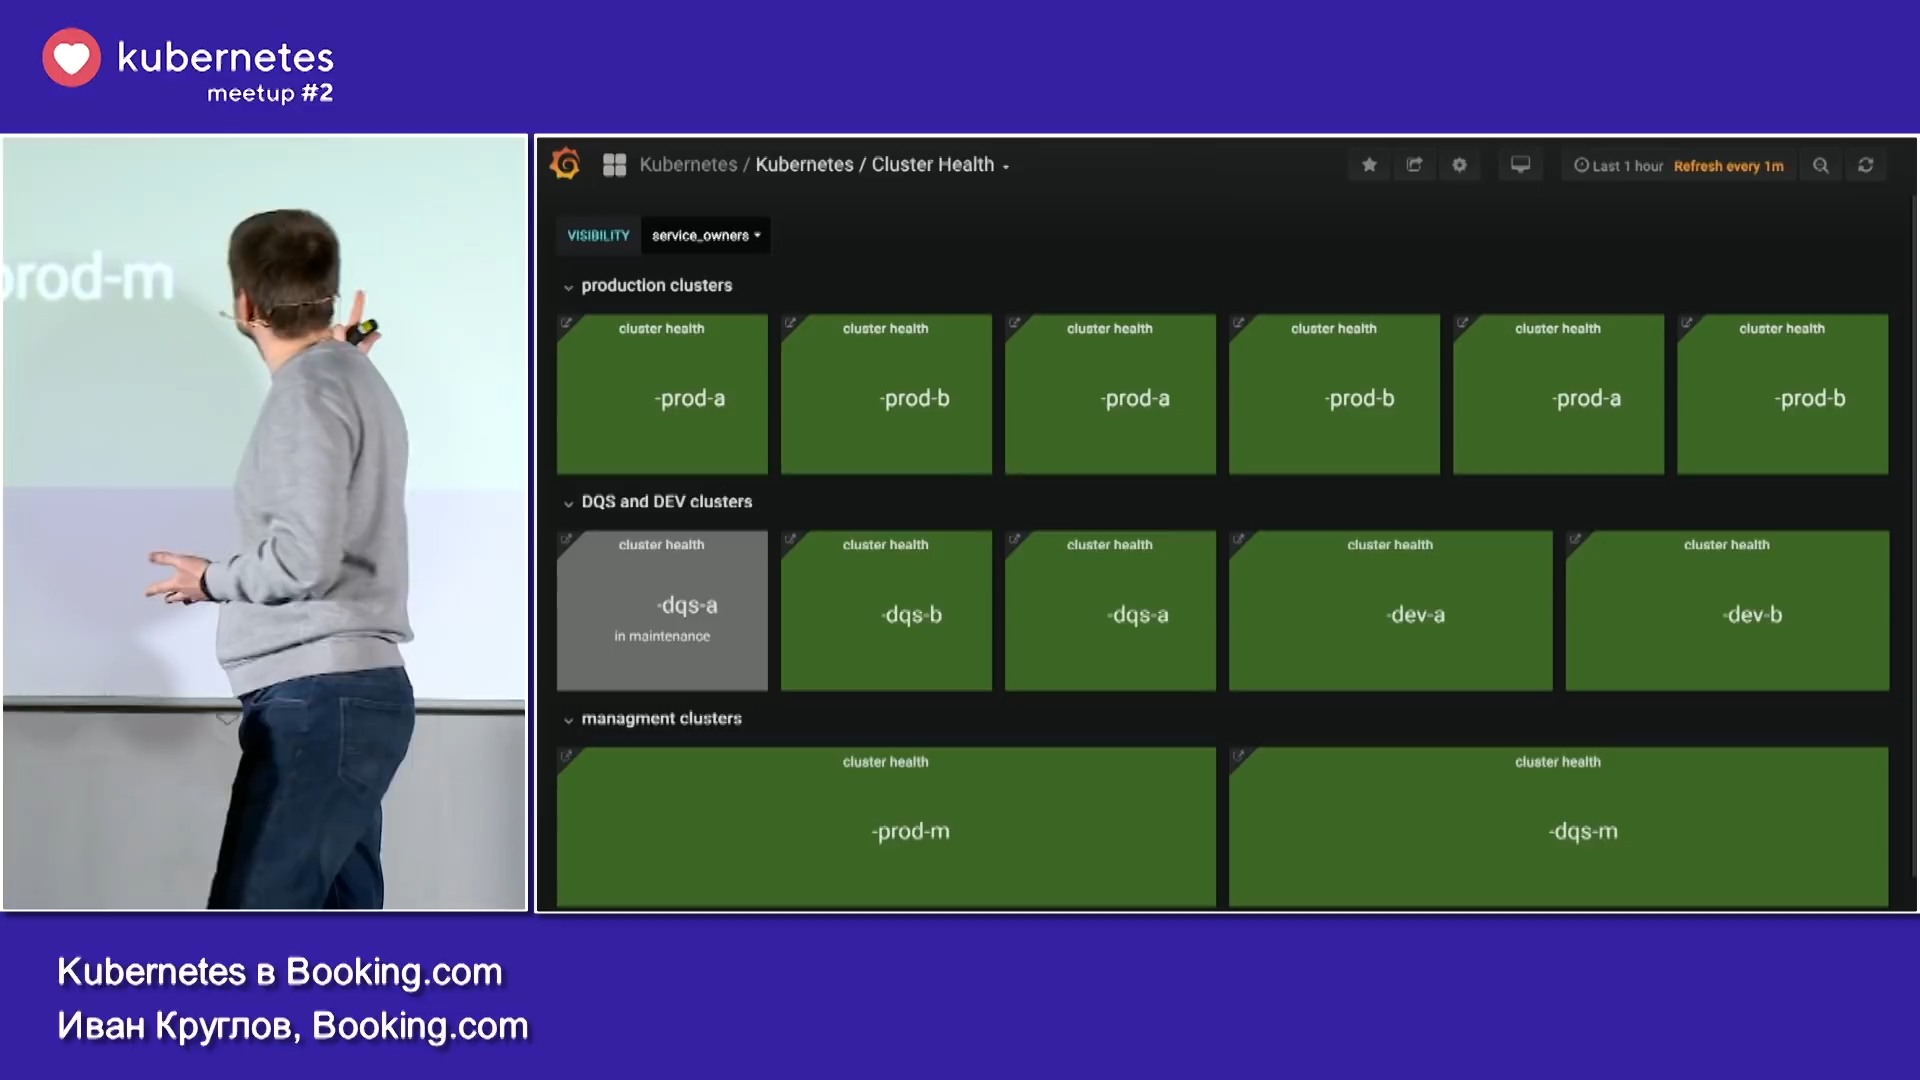 kubernetes
meetup #2
prod-m
Kubernetes / Kubernetes / Cluster Health
Last 1 hour Refresh every 1m
VISIBILITY service_owners
production clusters
cluster health cluster health cluster health cluster health cluster health cluster health
-prod-a -prod-b -prod-a -prod-b -prod-a -prod-b
DQS and DEV clusters
cluster health cluster health cluster health cluster health cluster health
-dqs-a -dqs-b -dqs-a -dev-a -dev-b
in maintenance
managment clusters
cluster health cluster health
-prod-m -dqs-m
Kubernetes в Booking.com
Иван Круглов, Booking.com